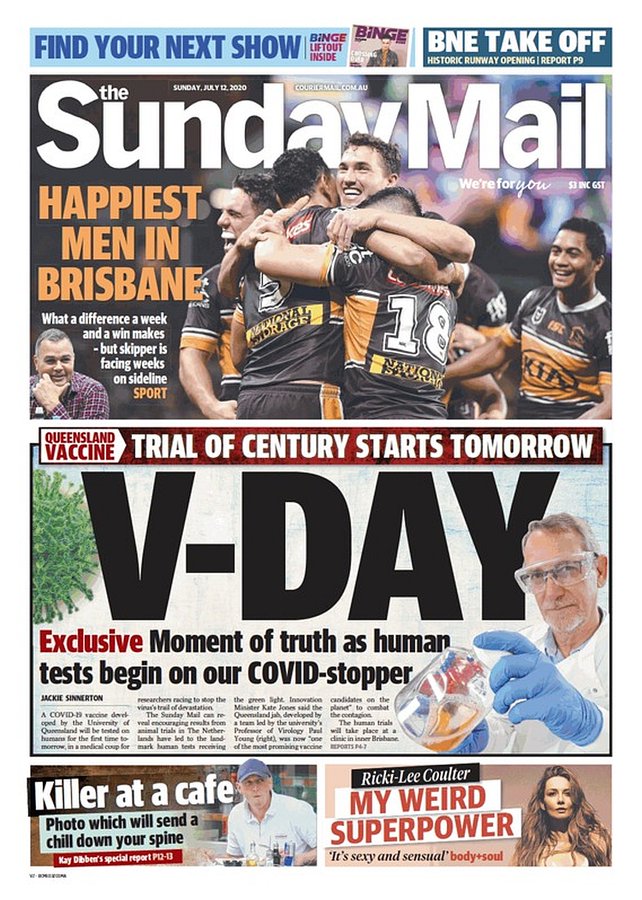 FIND YOUR NEXT SHOW
BINGE
LIFTOUT
INSIDE
BINGE
BNE TAKE OFF
HISTORIC RUNWAY OPENING | REPORT P9
the
SUNDAY, JULY 12, 2020
COURIERMAIL.COM.AU
Sunday Mail
We're for you
$3 INC GST
HAPPIEST
MEN IN
BRISBANE
What a difference a week
and a win makes
- but skipper is
facing weeks
on sideline
SPORT
5
NATIONAL
STORAGE
18
NATIONAL
STORAGE
QUEENSLAND
VACCINE
TRIAL OF CENTURY STARTS TOMORROW
V-DAY
Exclusive Moment of truth as human
tests begin on our COVID-stopper
JACKIE SINNERTON
A COVID-19 vaccine devel-
oped by the University of
Queensland will be tested on
humans for the first time to-
morrow, in a medical coup for
researchers racing to stop the
virus's trail of devastation.
The Sunday Mail can re-
veal encouraging results from
animal trials in The Nether-
lands have led to the land-
mark human tests receiving
the green light. Innovation
Minister Kate Jones said the
Queensland jab, developed by
a team led by the university's
Professor of Virology Paul
Young (right), was now "one
of the most promising vaccine
candidates on the
planet" to combat
the contagion.
The human trials
will take place at a
clinic in inner Brisbane.
REPORTS P4-7
Killer at a cafe
Photo which will send a
chill down your spine
Kay Dibben's special report P12-13
Ricki-Lee Coulter
MY WEIRD
SUPERPOWER
'It's sexy and sensual' body+soul